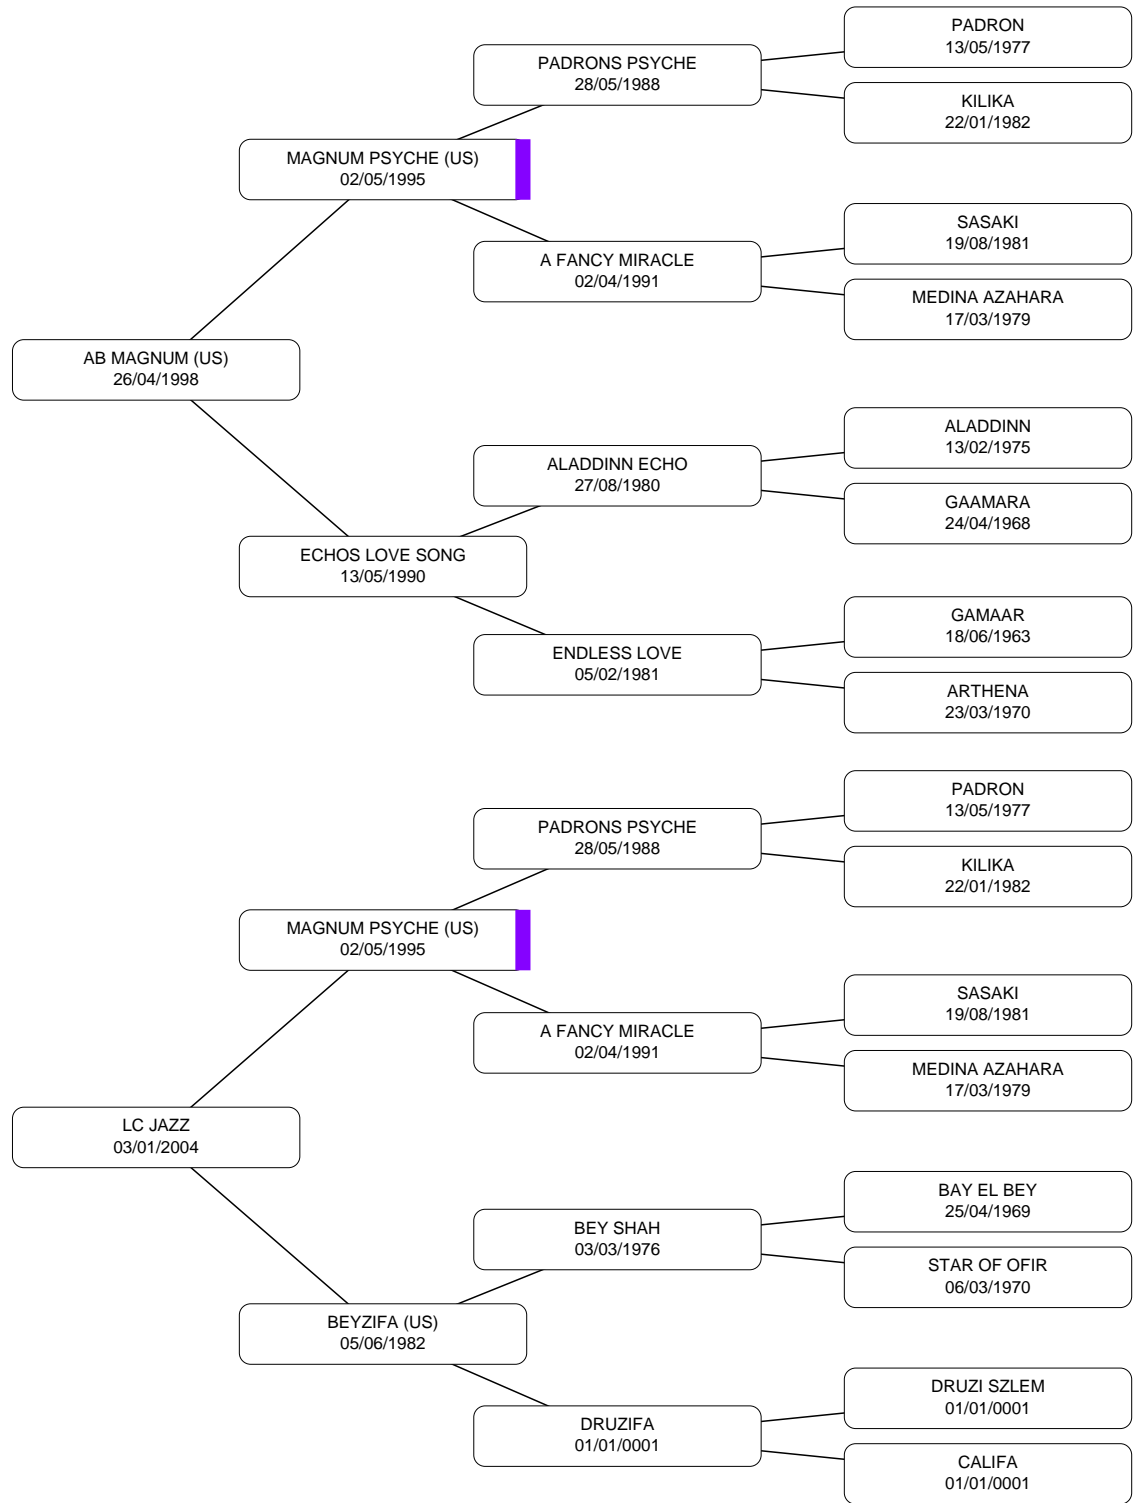 PADRON
13/05/1977
PADRONS PSYCHE
28/05/1988
KILIKA
22/01/1982
MAGNUM PSYCHE (US)
02/05/1995
SASAKI
19/08/1981
A FANCY MIRACLE
02/04/1991
MEDINA AZAHARA
17/03/1979
AB MAGNUM (US)
26/04/1998
ALADDINN
13/02/1975
ALADDINN ECHO
27/08/1980
GAAMARA
24/04/1968
ECHOS LOVE SONG
13/05/1990
GAMAAR
18/06/1963
ENDLESS LOVE
05/02/1981
ARTHENA
23/03/1970
PADRON
13/05/1977
PADRONS PSYCHE
28/05/1988
KILIKA
22/01/1982
MAGNUM PSYCHE (US)
02/05/1995
SASAKI
19/08/1981
A FANCY MIRACLE
02/04/1991
MEDINA AZAHARA
17/03/1979
LC JAZZ
03/01/2004
BAY EL BEY
25/04/1969
BEY SHAH
03/03/1976
STAR OF OFIR
06/03/1970
BEYZIFA (US)
05/06/1982
DRUZI SZLEM
01/01/0001
DRUZIFA
01/01/0001
CALIFA
01/01/0001